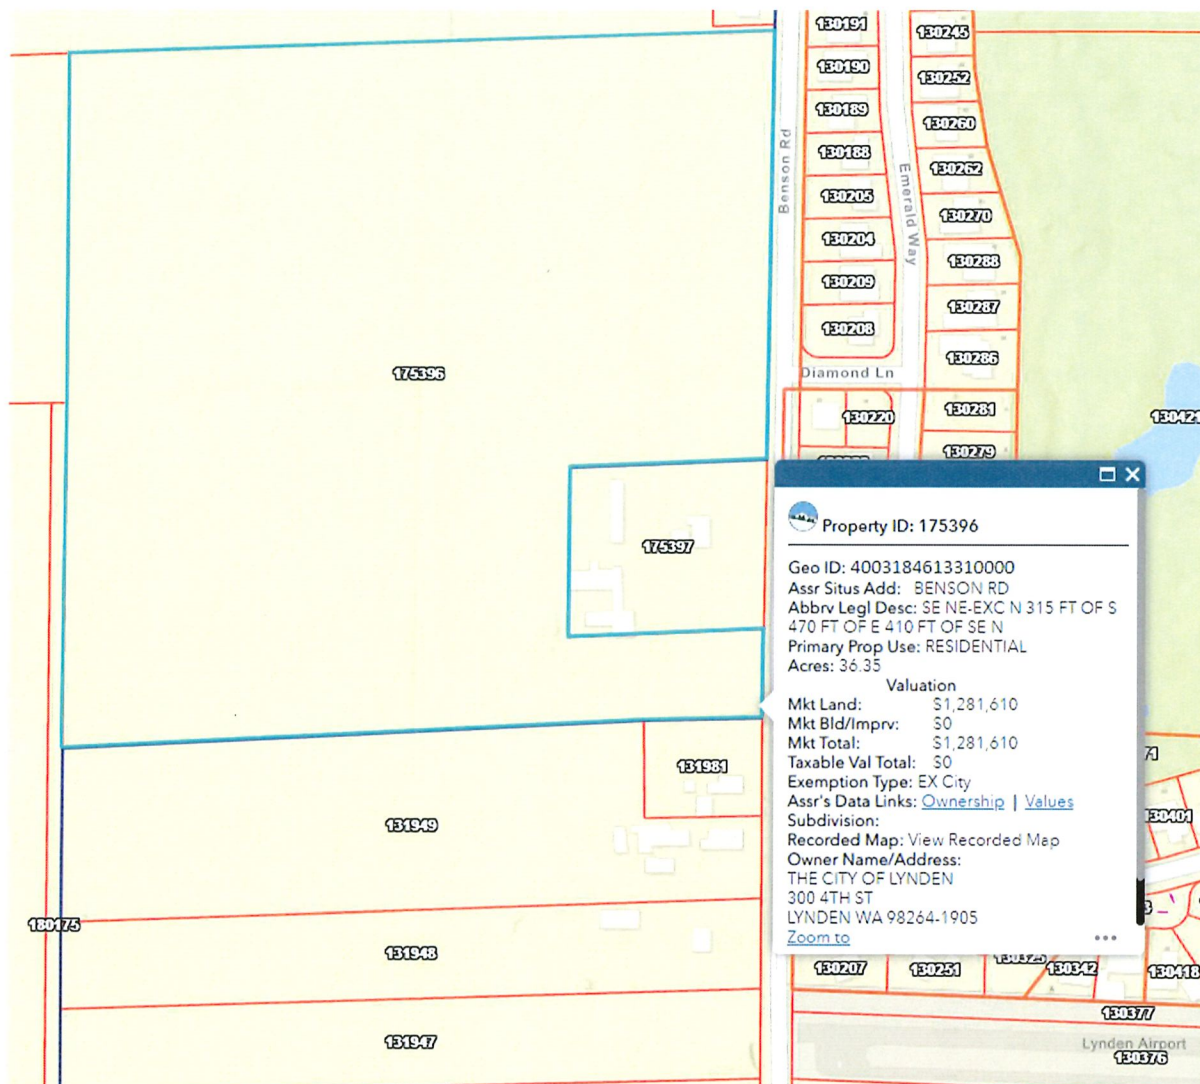 130191
130245
130190
130252
130189
130260
130188
130262
Benson Rd
Emerald Way
130205
130270
130204
130288
130209
130287
130208
130286
Diamond Ln
175396
130281
130220
130421
130279
175397
Property ID: 175396
Geo ID: 4003184613310000
Assr Situs Add: BENSON RD
Abbrv Legl Desc: SE NE-EXC N 315 FT OF S
470 FT OF E 410 FT OF SE N
Primary Prop Use: RESIDENTIAL
Acres: 36.35
Valuation
Mkt Land: $1,281,610
Mkt Bld/Imprv: $0
Mkt Total: $1,281,610
Taxable Val Total: $0
Exemption Type: EX City
Assr's Data Links: Ownership | Values
Subdivision:
Recorded Map: View Recorded Map
Owner Name/Address:
THE CITY OF LYNDEN
300 4TH ST
LYNDEN WA 98264-1905
Zoom to
71
131981
131949
130401
180175
131948
130207
130251
130325
130342
130418
131947
130377
Lynden Airport
130376